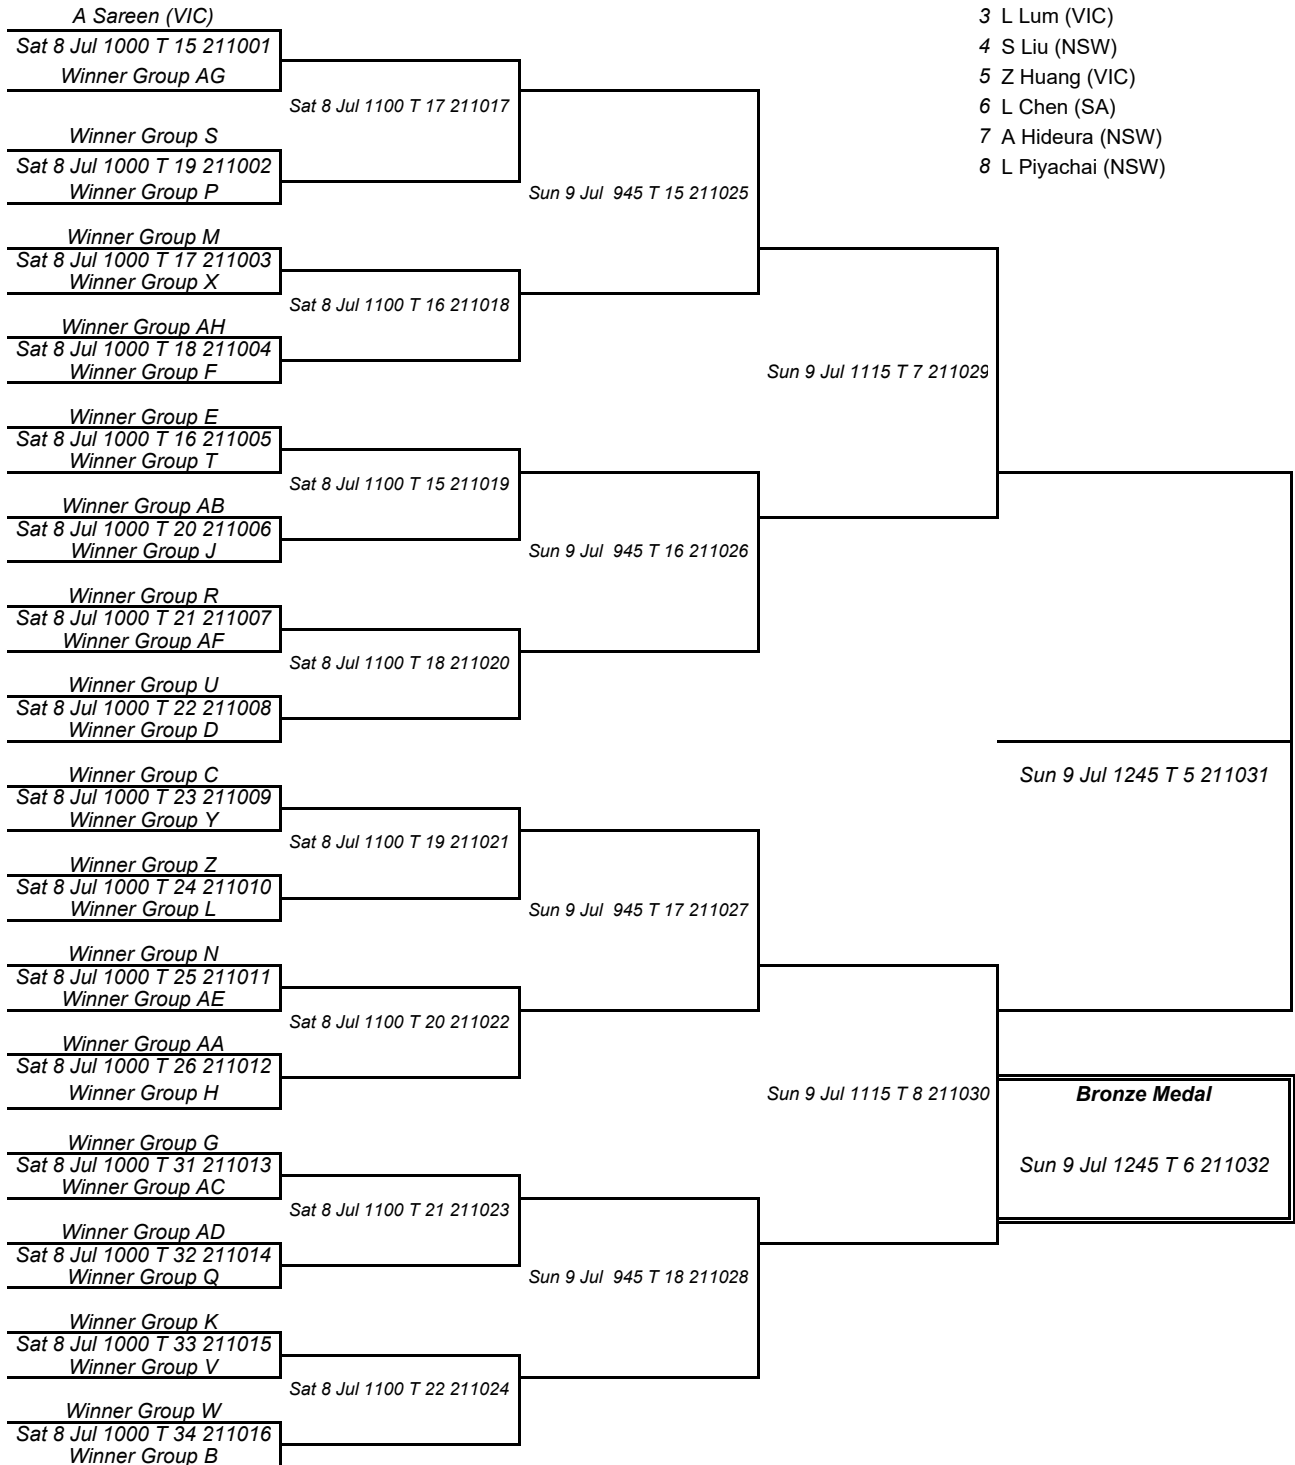 A Sareen (VIC)
Sat 8 Jul 1000 T 15 211001
Winner Group AG
Sat 8 Jul 1100 T 17 211017
Winner Group S
Sat 8 Jul 1000 T 19 211002
Winner Group P
Sun 9 Jul 945 T 15 211025
Winner Group M
Sat 8 Jul 1000 T 17 211003
Winner Group X
Sat 8 Jul 1100 T 16 211018
Winner Group AH
Sat 8 Jul 1000 T 18 211004
Winner Group F
Sun 9 Jul 1115 T 7 211029
Winner Group E
Sat 8 Jul 1000 T 16 211005
Winner Group T
Sat 8 Jul 1100 T 15 211019
Winner Group AB
Sat 8 Jul 1000 T 20 211006
Winner Group J
Sun 9 Jul 945 T 16 211026
Winner Group R
Sat 8 Jul 1000 T 21 211007
Winner Group AF
Sat 8 Jul 1100 T 18 211020
Winner Group U
Sat 8 Jul 1000 T 22 211008
Winner Group D
Sun 9 Jul 1245 T 5 211031
Winner Group C
Sat 8 Jul 1000 T 23 211009
Winner Group Y
Sat 8 Jul 1100 T 19 211021
Winner Group Z
Sat 8 Jul 1000 T 24 211010
Winner Group L
Sun 9 Jul 945 T 17 211027
Winner Group N
Sat 8 Jul 1000 T 25 211011
Winner Group AE
Sat 8 Jul 1100 T 20 211022
Winner Group AA
Sat 8 Jul 1000 T 26 211012
Winner Group H
Sun 9 Jul 1115 T 8 211030
Bronze Medal
Sun 9 Jul 1245 T 6 211032
Winner Group G
Sat 8 Jul 1000 T 31 211013
Winner Group AC
Sat 8 Jul 1100 T 21 211023
Winner Group AD
Sat 8 Jul 1000 T 32 211014
Winner Group Q
Sun 9 Jul 945 T 18 211028
Winner Group K
Sat 8 Jul 1000 T 33 211015
Winner Group V
Sat 8 Jul 1100 T 22 211024
Winner Group W
Sat 8 Jul 1000 T 34 211016
Winner Group B
3 L Lum (VIC)
4 S Liu (NSW)
5 Z Huang (VIC)
6 L Chen (SA)
7 A Hideura (NSW)
8 L Piyachai (NSW)